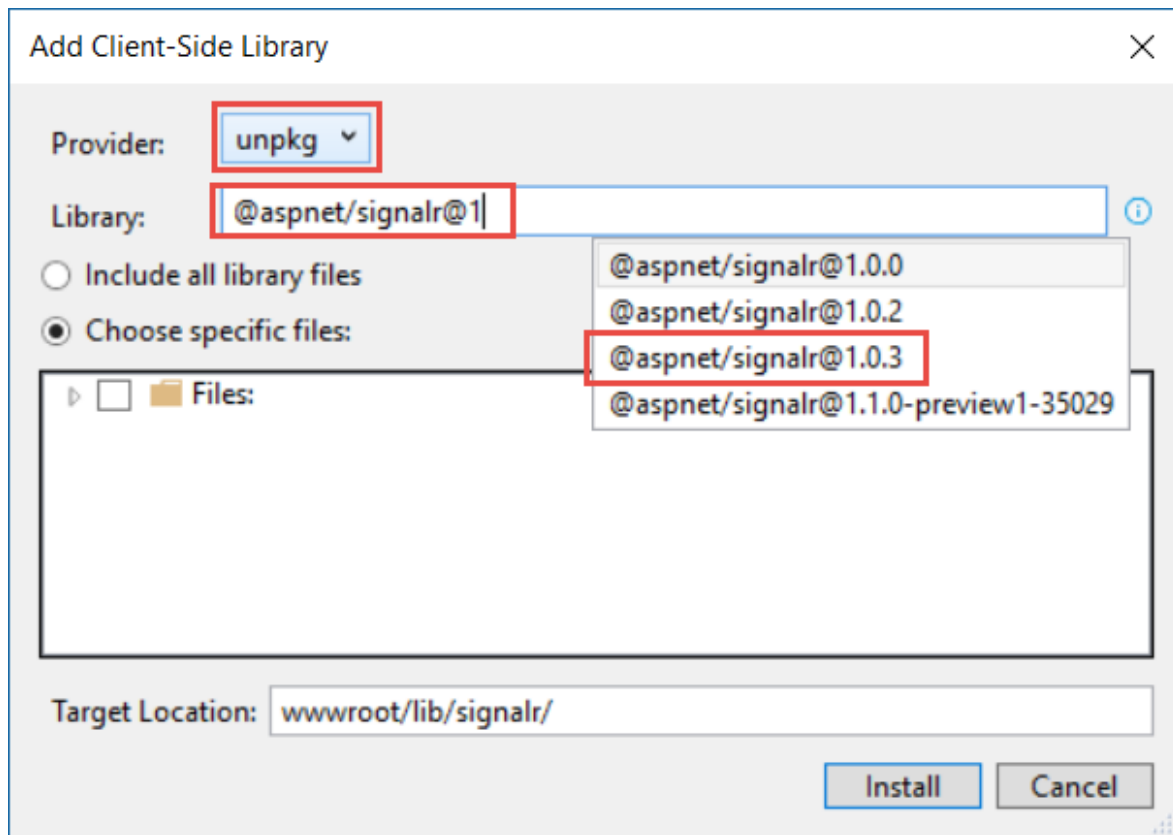 Add Client-Side Library
Provider: unpkg
Library: @aspnet/signalr@1
@aspnet/signalr@1.0.0
@aspnet/signalr@1.0.2
@aspnet/signalr@1.0.3
@aspnet/signalr@1.1.0-preview1-35029
Include all library files
Choose specific files:
Files:
Target Location: wwwroot/lib/signalr/
Install Cancel